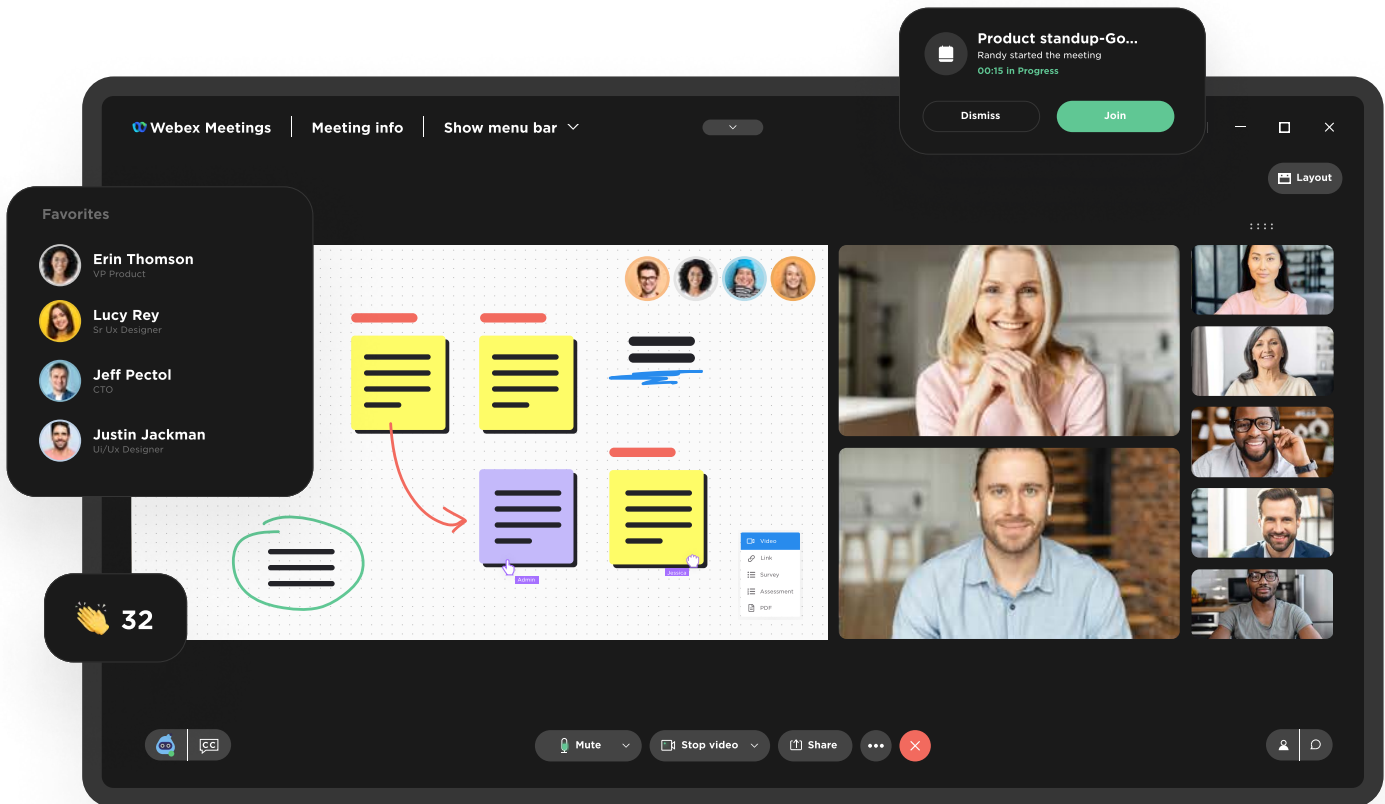 Product standup-Go...
Randy started the meeting
00:15 in Progress
Dismiss
Join
Webex Meetings
Meeting info
Show menu bar
Layout
Favorites
Erin Thomson
VP Product
Lucy Rey
Sr Ux Designer
Jeff Pectol
CTO
Justin Jackman
UI/Ux Designer
Admin
Jessica
Video
Link
Survey
Assessment
PDF
32
CC
Mute
Stop video
Share